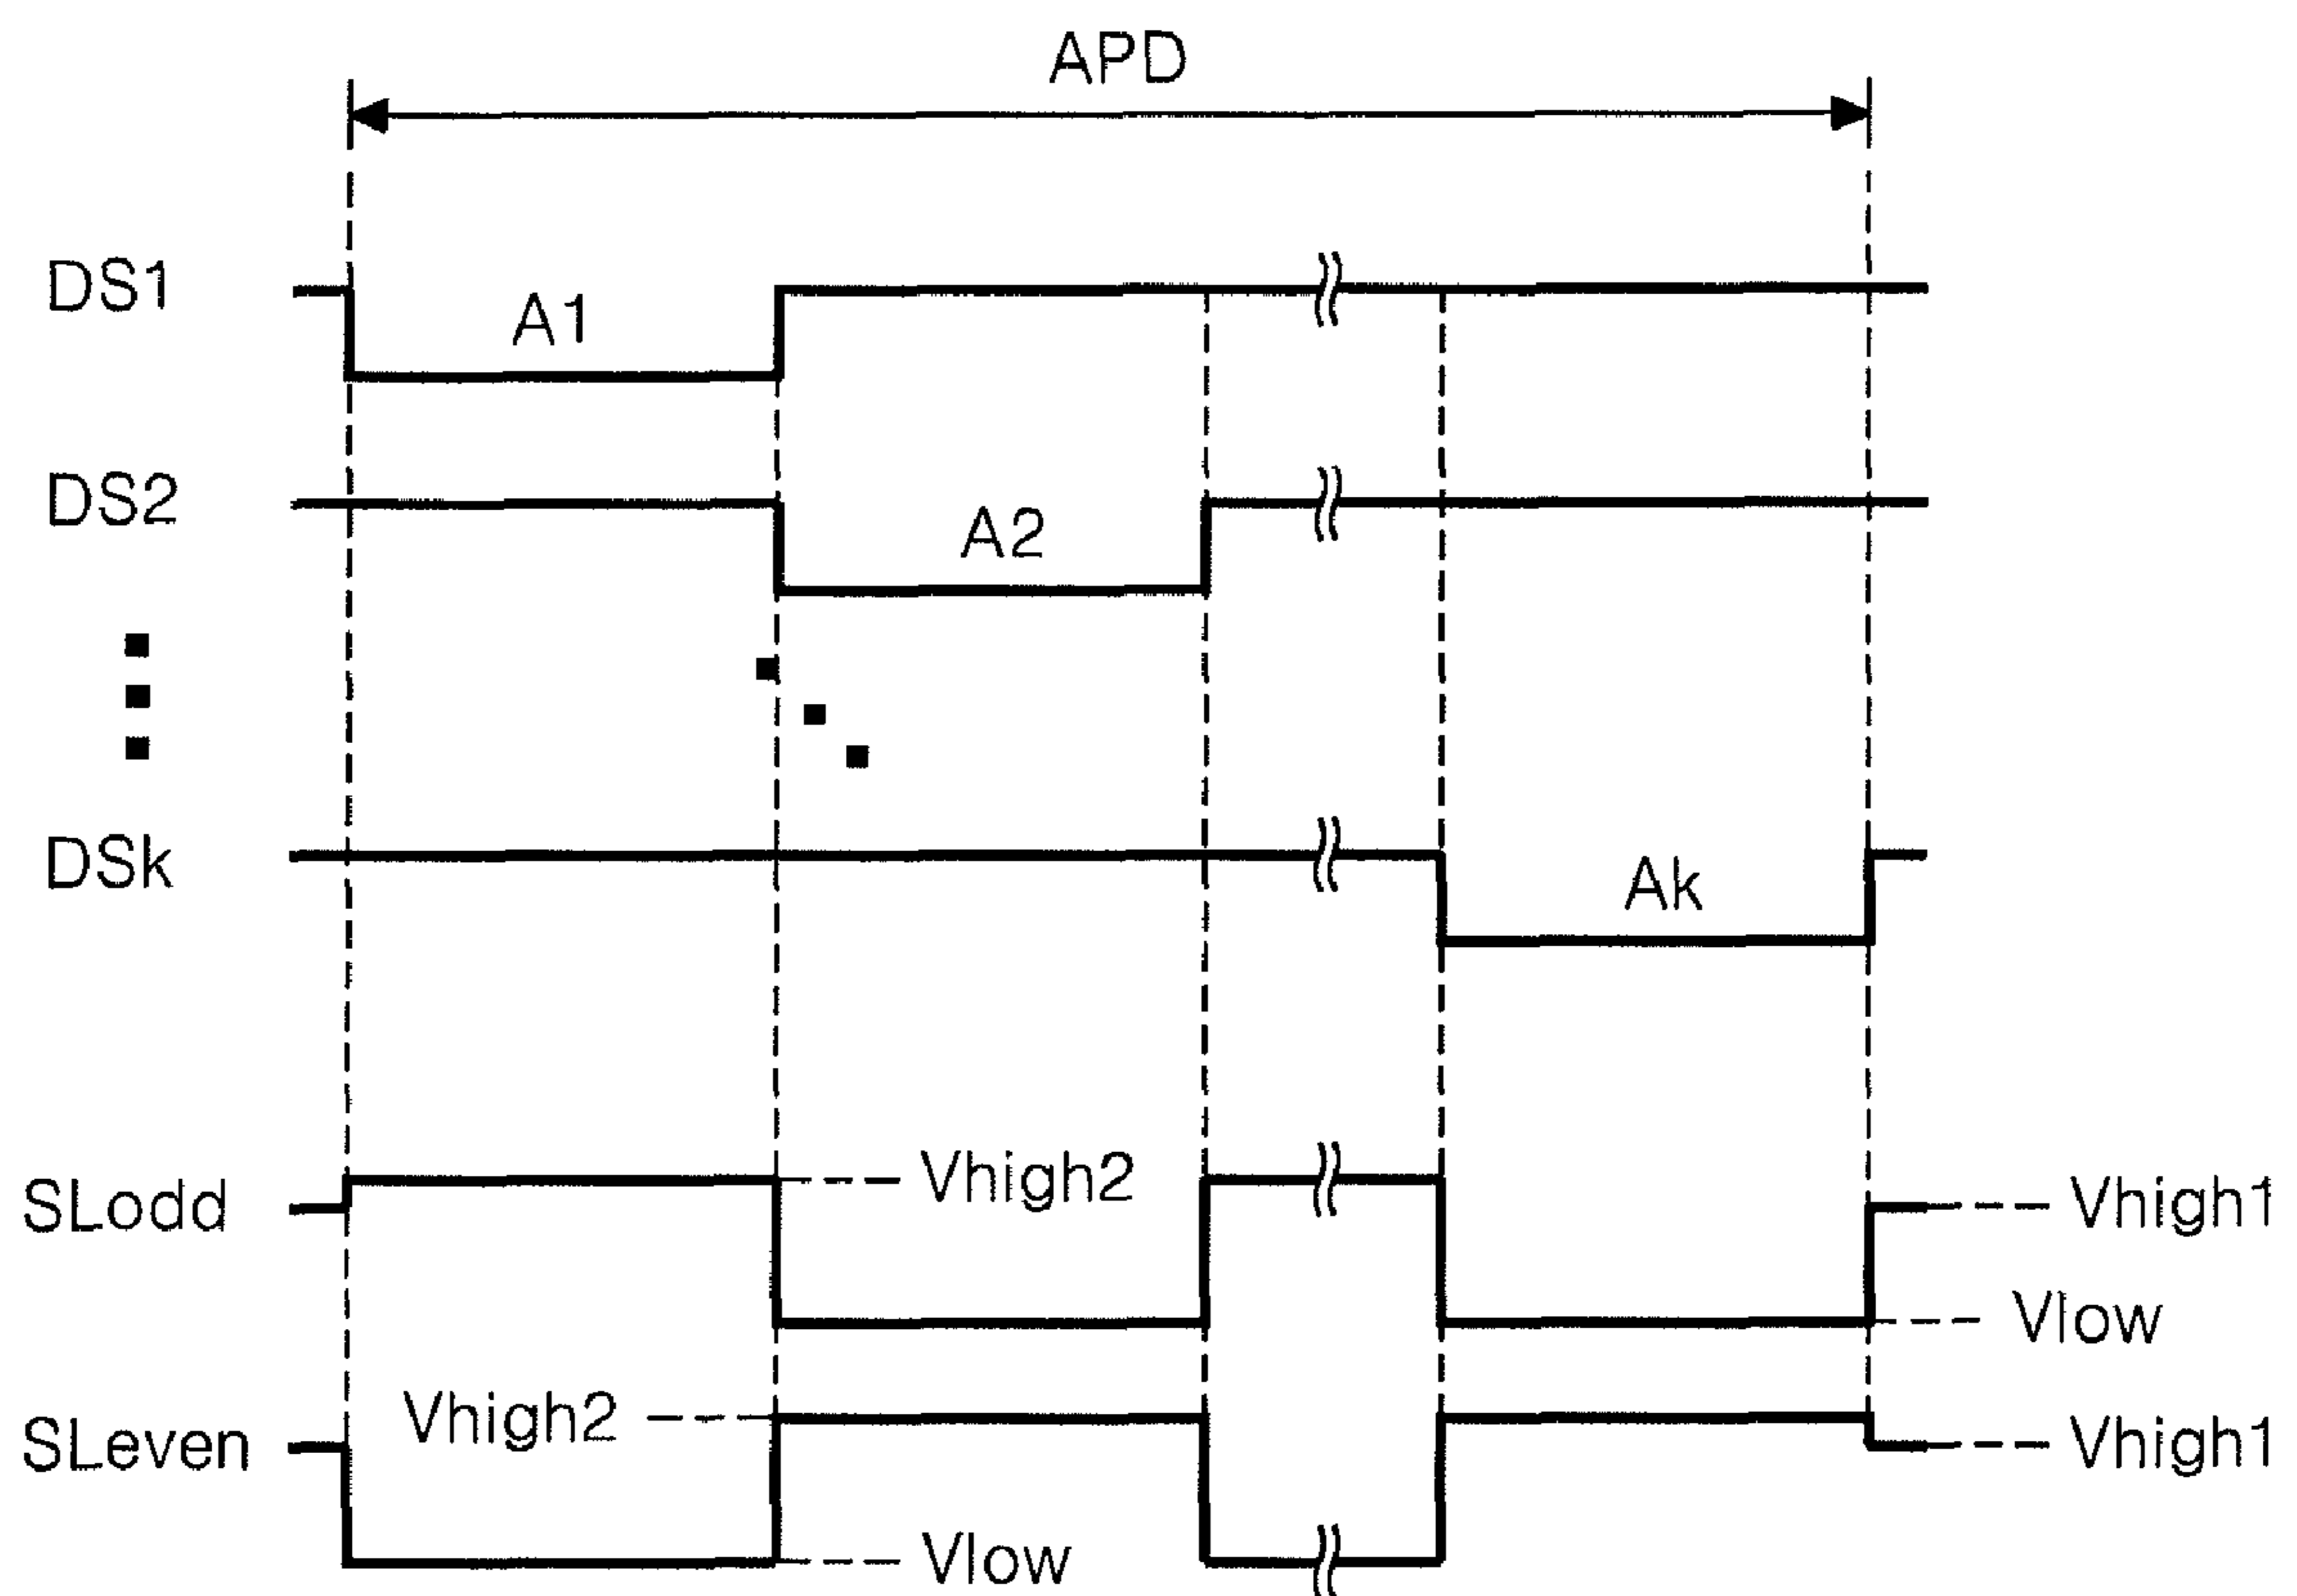 APD
DS1
A1
DS2
A2
DSk
Ak
SLodd
Vhigh2
Vhigh1
Vlow
SLeven
Vhigh2
Vhigh1
Vlow